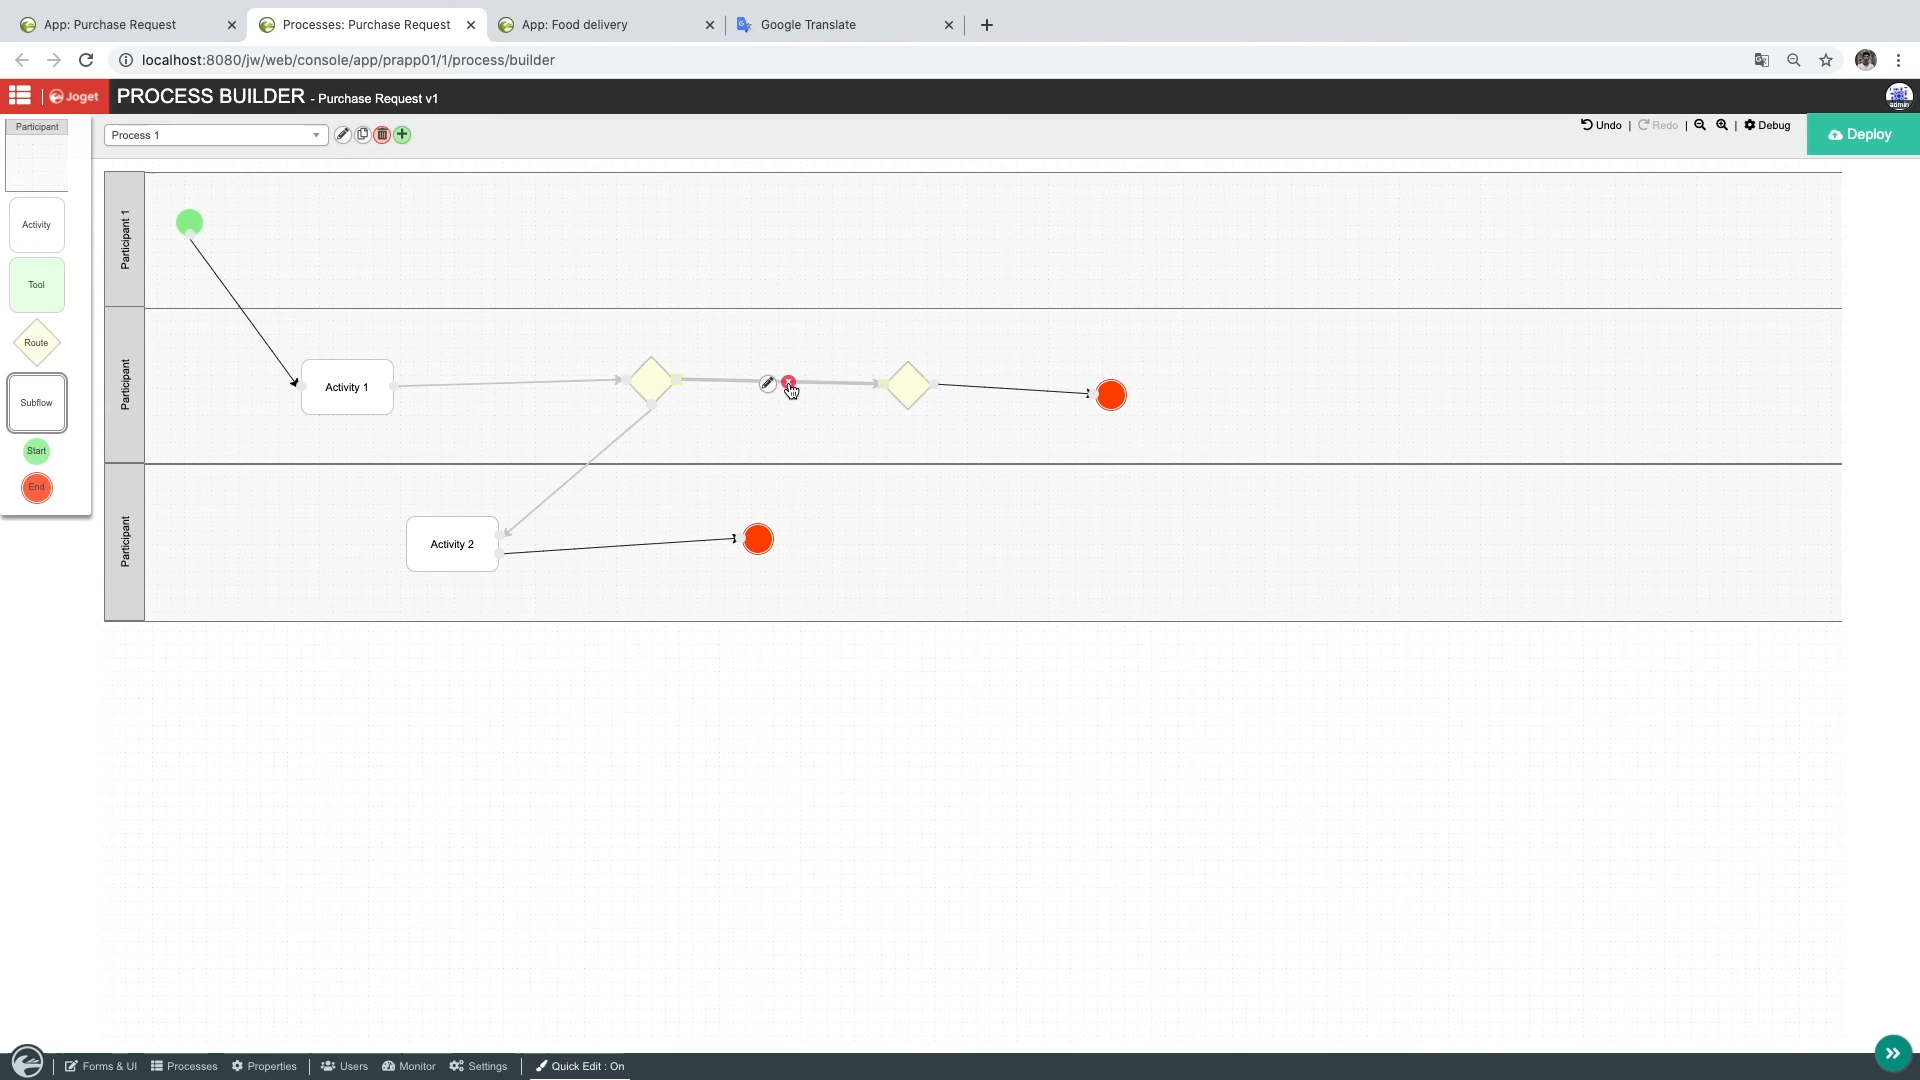 App: Purchase Request
Processes: Purchase Request
App: Food delivery
Google Translate
localhost:8080/jw/web/console/app/prapp01/1/process/builder
Joget
PROCESS BUILDER - Purchase Request v1
admin
Process 1
Undo | Redo | | Debug
Deploy
Participant
Activity
Tool
Route
Subflow
Start
End
Participant 1
Participant
Activity 1
Participant
Activity 2
Forms & UI
Processes
Properties
Users
Monitor
Settings
Quick Edit : On